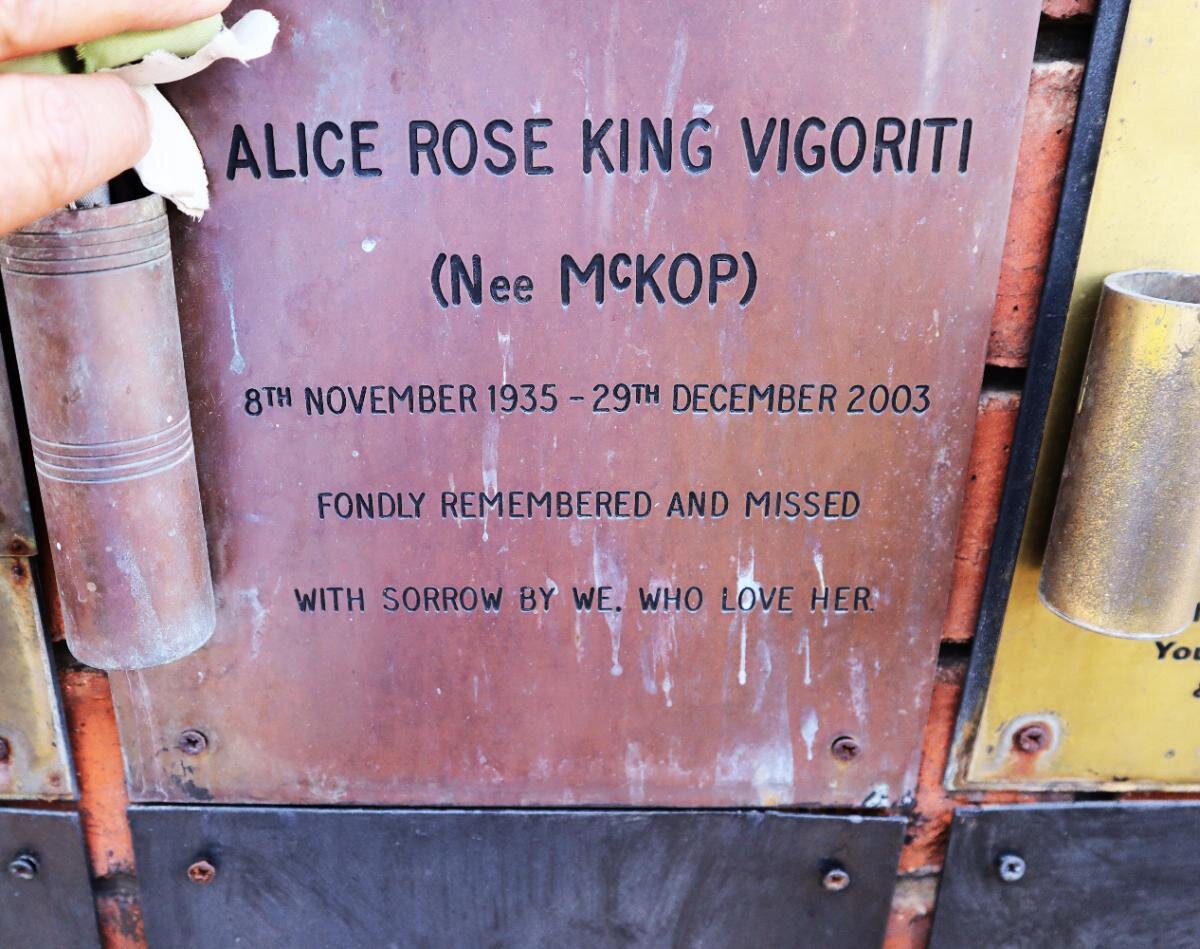 ALICE ROSE KING VIGORITI
(Nee McKOP)
8TH NOVEMBER 1935 - 29TH DECEMBER 2003
FONDLY REMEMBERED AND MISSED
WITH SORROW BY WE, WHO LOVE HER.
You